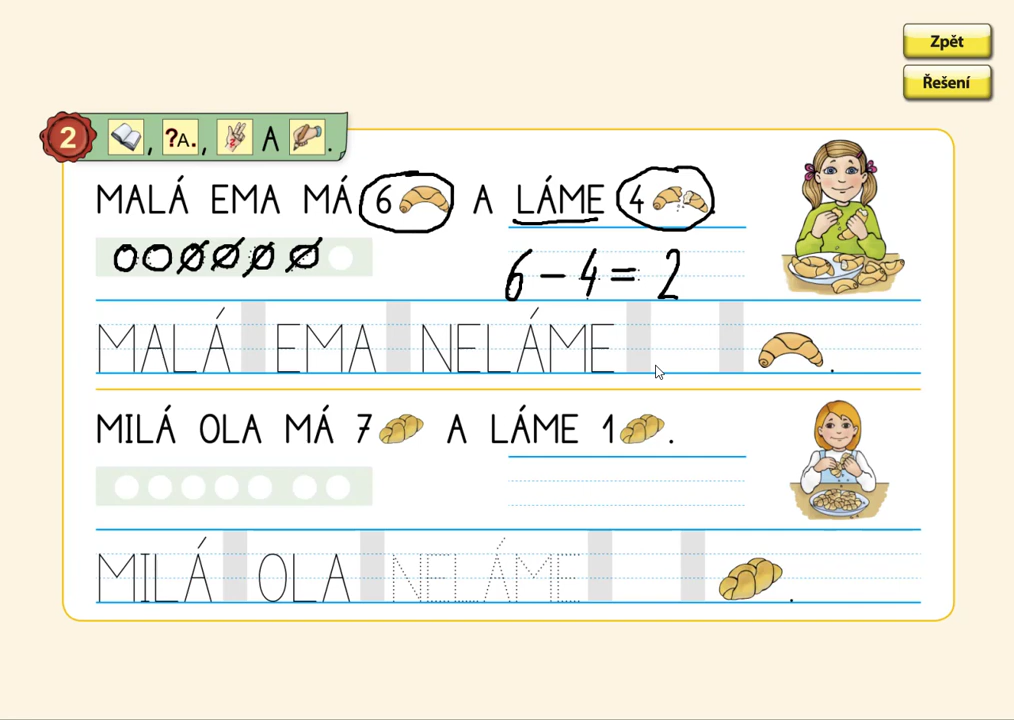 Zpět
Řešení
2 , ?A. , A .
MALÁ EMA MÁ 6 A LÁME 4 .
6 - 4 = 2
MALÁ EMA NELÁME .
MILÁ OLA MÁ 7 A LÁME 1 .
MILÁ OLA NELÁME .